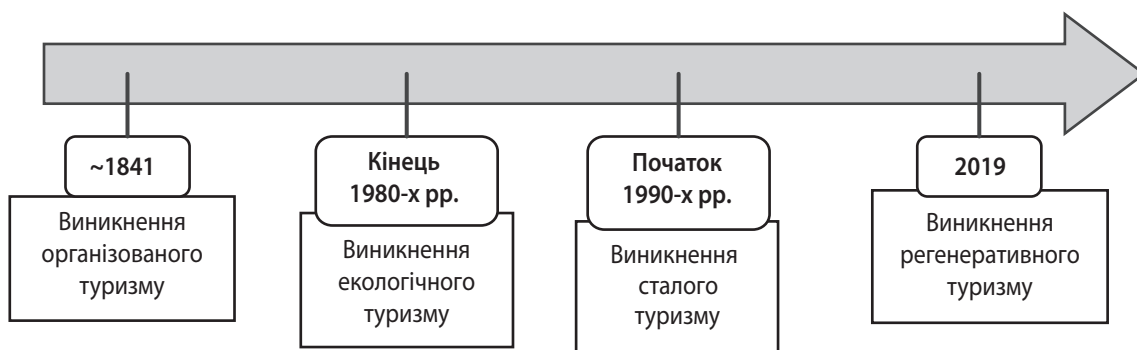 ~1841
Виникнення
організованого
туризму
Кінець
1980-х рр.
Виникнення
екологічного
туризму
Початок
1990-х рр.
Виникнення
сталого
туризму
2019
Виникнення
регенеративного
туризму